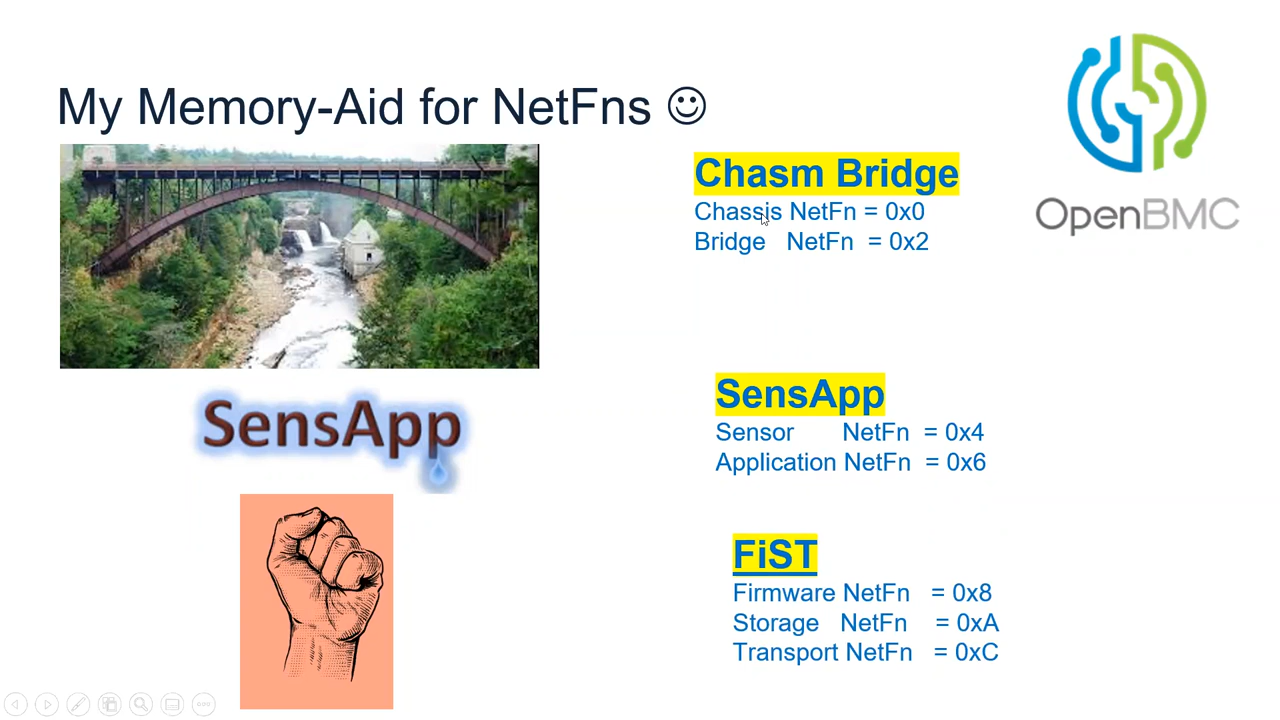 My Memory-Aid for NetFns ☺
Chasm Bridge
Chassis NetFn = 0x0
Bridge NetFn = 0x2
OpenBMC
SensApp
SensApp
Sensor NetFn = 0x4
Application NetFn = 0x6
FiST
Firmware NetFn = 0x8
Storage NetFn = 0xA
Transport NetFn = 0xC